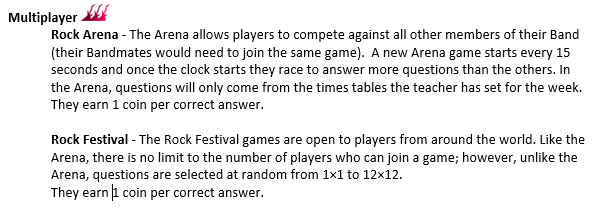 Multiplayer
Rock Arena - The Arena allows players to compete against all other members of their Band
(their Bandmates would need to join the same game).  A new Arena game starts every 15
seconds and once the clock starts they race to answer more questions than the others. In
the Arena, questions will only come from the times tables the teacher has set for the week.
They earn 1 coin per correct answer.
Rock Festival - The Rock Festival games are open to players from around the world. Like the
Arena, there is no limit to the number of players who can join a game; however, unlike the
Arena, questions are selected at random from 1×1 to 12×12.
They earn 1 coin per correct answer.